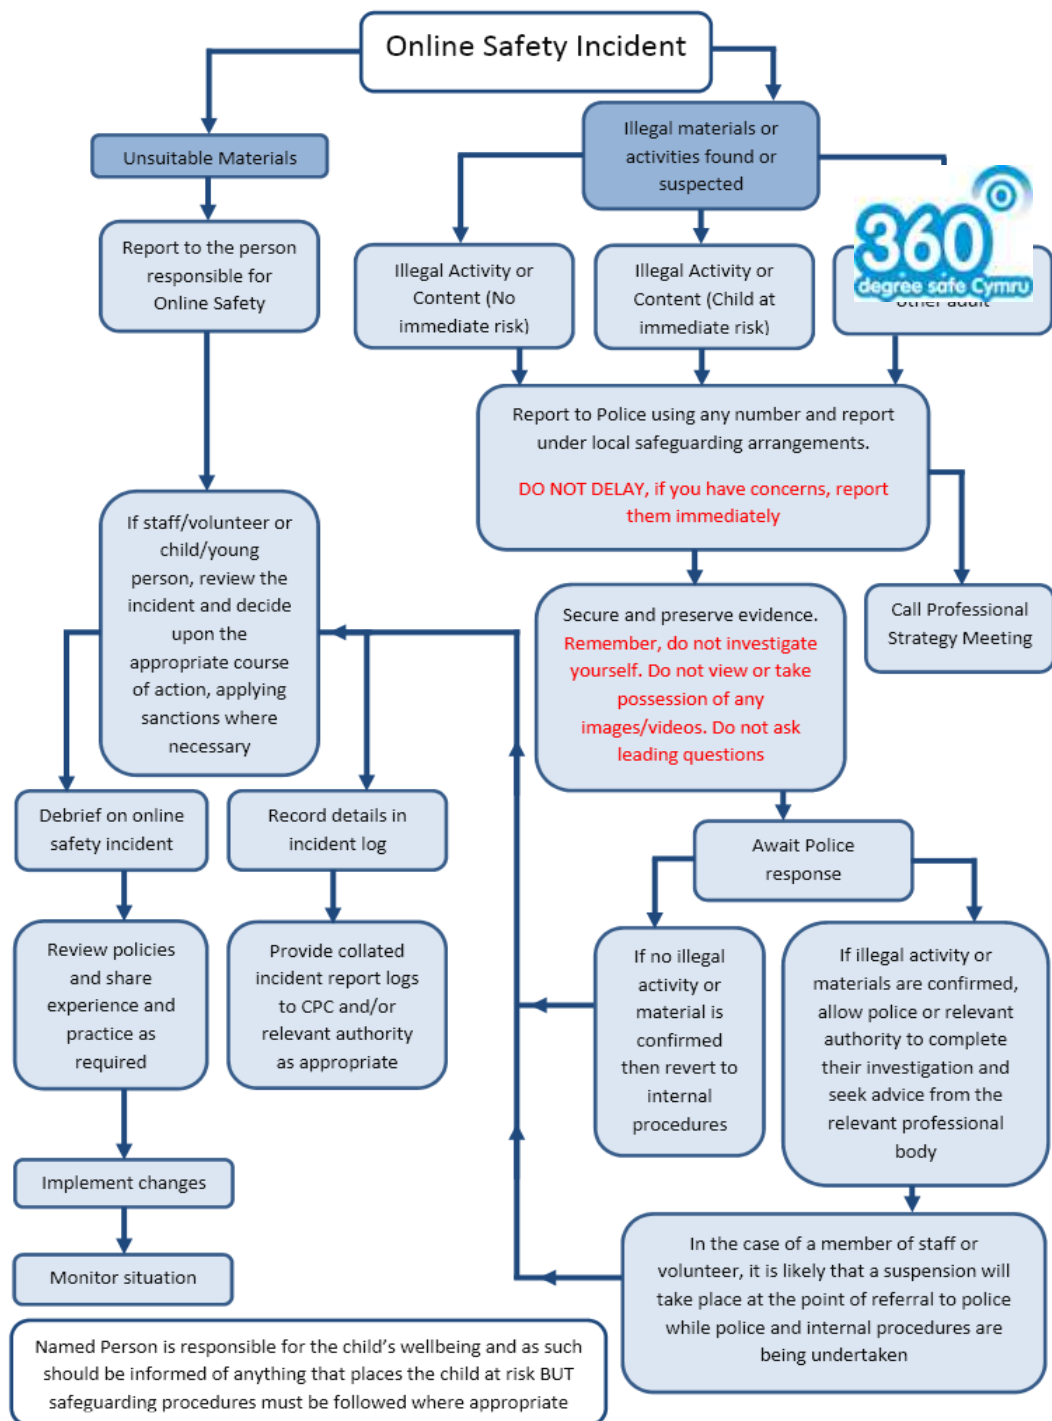 Online Safety Incident
Unsuitable Materials
Illegal materials or
activities found or
suspected
Report to the person
responsible for
Online Safety
Illegal Activity or
Content (No
immediate risk)
Illegal Activity or
Content (Child at
immediate risk)
360
degree safe Cymru
other adult
Report to Police using any number and report
under local safeguarding arrangements.
DO NOT DELAY, if you have concerns, report
them immediately
If staff/volunteer or
child/young
person, review the
incident and decide
upon the
appropriate course
of action, applying
sanctions where
necessary
Secure and preserve evidence.
Remember, do not investigate
yourself. Do not view or take
possession of any
images/videos. Do not ask
leading questions
Call Professional
Strategy Meeting
Debrief on online
safety incident
Record details in
incident log
Await Police
response
Review policies
and share
experience and
practice as
required
Provide collated
incident report logs
to CPC and/or
relevant authority
as appropriate
If no illegal
activity or
material is
confirmed
then revert to
internal
procedures
If illegal activity or
materials are confirmed,
allow police or relevant
authority to complete
their investigation and
seek advice from the
relevant professional
body
Implement changes
Monitor situation
In the case of a member of staff or
volunteer, it is likely that a suspension will
take place at the point of referral to police
while police and internal procedures are
being undertaken
Named Person is responsible for the child's wellbeing and as such
should be informed of anything that places the child at risk BUT
safeguarding procedures must be followed where appropriate